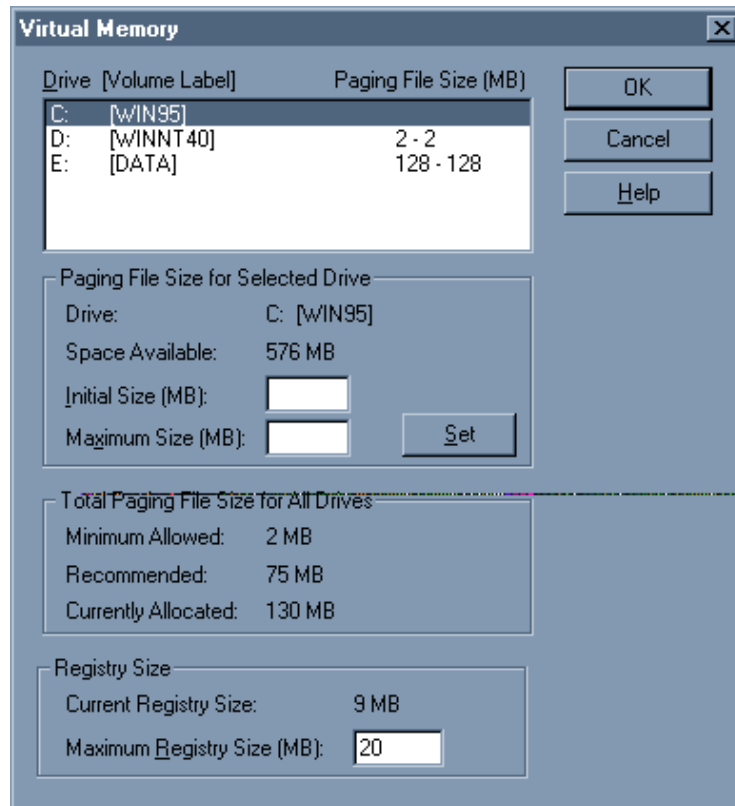 Virtual Memory
Drive [Volume Label] Paging File Size (MB)
C: [WIN95]
D: [WINNT40] 2 - 2
E: [DATA] 128 - 128
OK
Cancel
Help
Paging File Size for Selected Drive
Drive: C: [WIN95]
Space Available: 576 MB
Initial Size (MB):
Maximum Size (MB):
Set
Total Paging File Size for All Drives
Minimum Allowed: 2 MB
Recommended: 75 MB
Currently Allocated: 130 MB
Registry Size
Current Registry Size: 9 MB
Maximum Registry Size (MB): 20